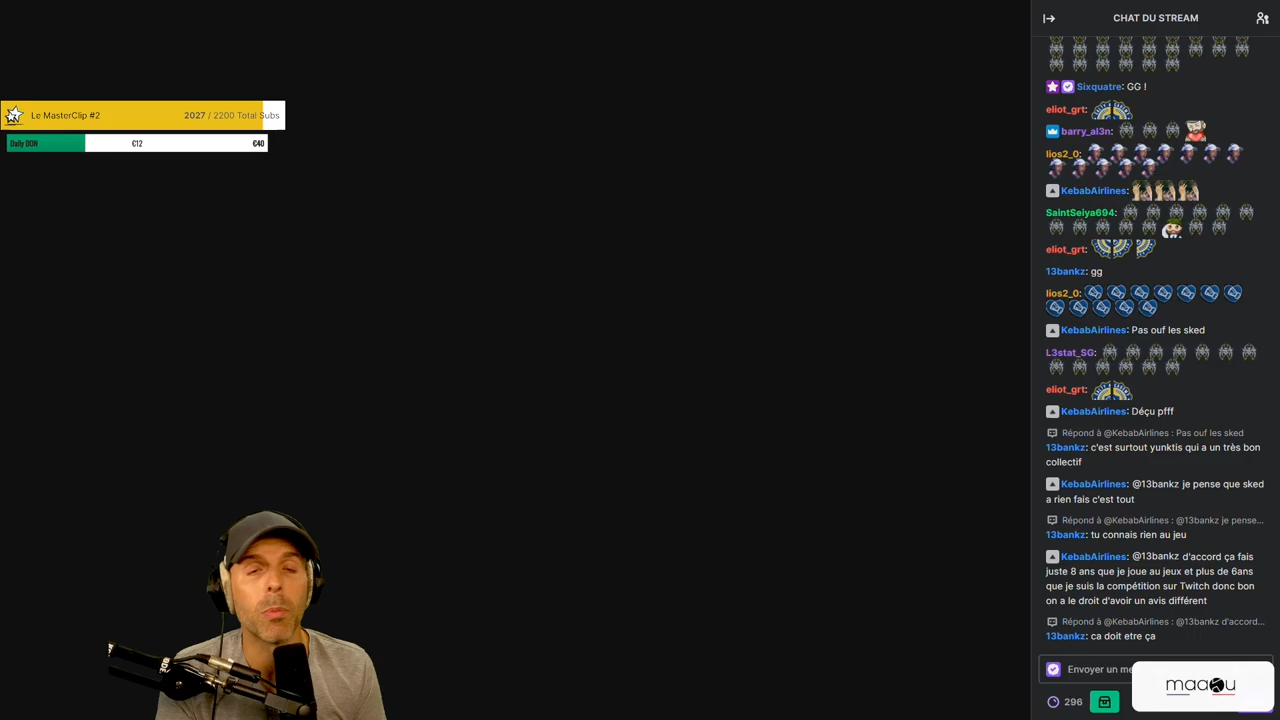 CHAT DU STREAM
Sixquatre: GG !
eliot_grt:
barry_al3n:
lios2_0:
KebabAirlines:
SaintSeiya694:
eliot_grt:
13bankz: gg
lios2_0:
KebabAirlines: Pas ouf les sked
L3stat_SG:
eliot_grt:
KebabAirlines: Déçu pfff
Répond à @KebabAirlines : Pas ouf les sked
13bankz: c'est surtout yunktis qui a un très bon
collectif
KebabAirlines: @13bankz je pense que sked
a rien fais c'est tout
Répond à @KebabAirlines : @13bankz je pense...
13bankz: tu connais rien au jeu
KebabAirlines: @13bankz d'accord ça fais
juste 8 ans que je joue au jeux et plus de 6ans
que je suis la compétition sur Twitch donc bon
on a le droit d'avoir un avis différent
Répond à @KebabAirlines : @13bankz d'accord...
13bankz: ca doit etre ça
Envoyer un me
296
maaou
Le MasterClip #2 2027 / 2200 Total Subs
Daily DON €12 €40